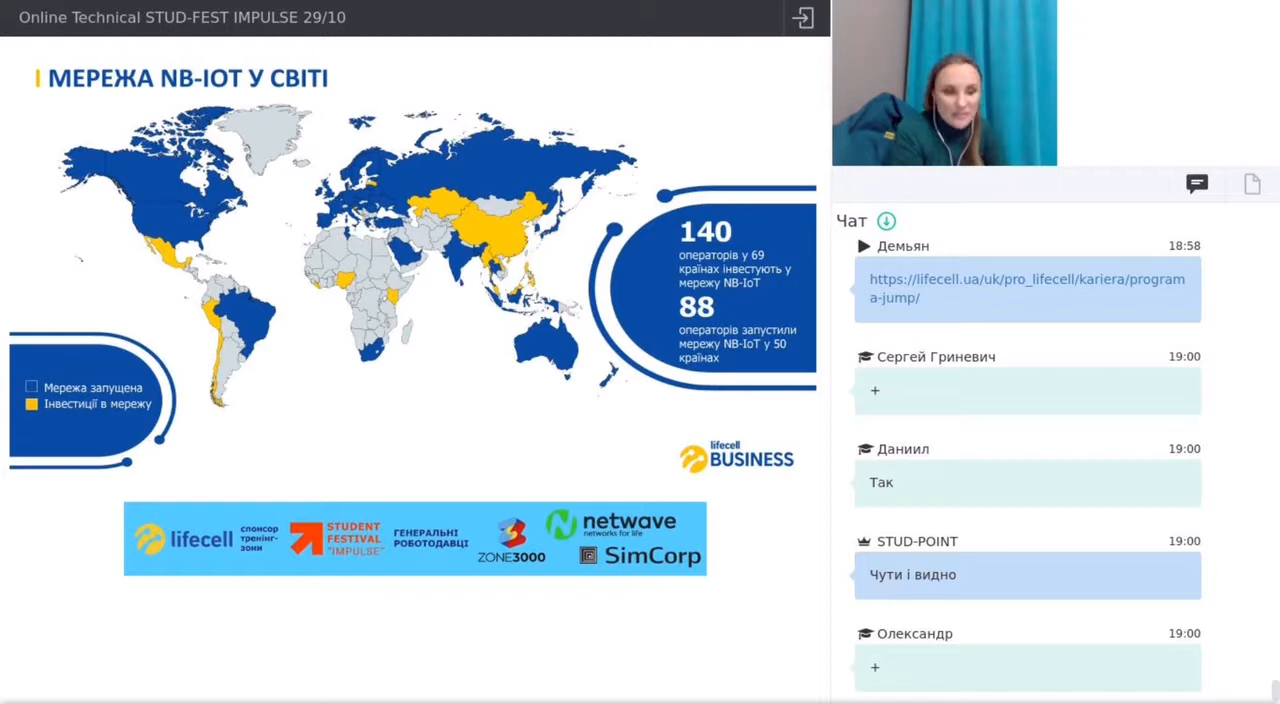 Online Technical STUD-FEST IMPULSE 29/10
МЕРЕЖА NB-IOT У СВІТІ
140
операторів у 69
країнах інвестують у
мережу NB-IoT
88
операторів запустили
мережу NB-IoT у 50
країнах
Мережа запущена
Інвестиції в мережу
lifecell
BUSINESS
lifecell
спонсор
тренінг-
зони
STUDENT
FESTIVAL
"IMPULSE"
ГЕНЕРАЛЬНІ
РОБОТОДАВЦІ
ZONE3000
netwave
networks for life
SimCorp
Чат
Демьян 18:58
https://lifecell.ua/uk/pro_lifecell/kariera/program
a-jump/
Сергей Гриневич 19:00
+
Даниил 19:00
Так
STUD-POINT 19:00
Чути і видно
Олександр 19:00
+